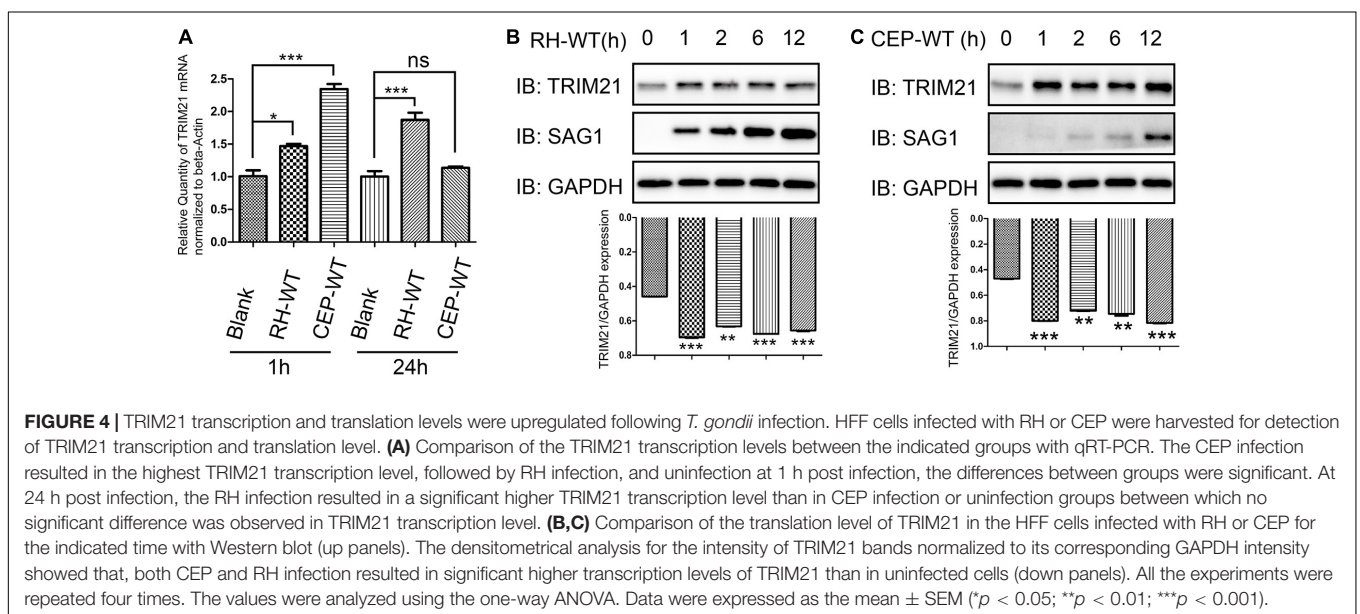 A
Relative Quantity of TRIM21 mRNA
normalized to beta-Actin
2.5
2.0
1.5
1.0
0.5
0.0
***
*
ns
***
Blank
RH-WT
CEP-WT
Blank
RH-WT
CEP-WT
1h
24h
B RH-WT(h) 0 1 2 6 12
IB: TRIM21
IB: SAG1
IB: GAPDH
TRIM21/GAPDH expression
0.0
0.2
0.4
0.6
0.8
*** ** *** ***
C CEP-WT (h) 0 1 2 6 12
IB: TRIM21
IB: SAG1
IB: GAPDH
TRIM21/GAPDH expression
0.0
0.2
0.4
0.6
0.8
1.0
*** ** ** ***
FIGURE 4 | TRIM21 transcription and translation levels were upregulated following T. gondii infection. HFF cells infected with RH or CEP were harvested for detection
of TRIM21 transcription and translation level. (A) Comparison of the TRIM21 transcription levels between the indicated groups with qRT-PCR. The CEP infection
resulted in the highest TRIM21 transcription level, followed by RH infection, and uninfection at 1 h post infection, the differences between groups were significant. At
24 h post infection, the RH infection resulted in a significant higher TRIM21 transcription level than in CEP infection or uninfection groups between which no
significant difference was observed in TRIM21 transcription level. (B,C) Comparison of the translation level of TRIM21 in the HFF cells infected with RH or CEP for
the indicated time with Western blot (up panels). The densitometrical analysis for the intensity of TRIM21 bands normalized to its corresponding GAPDH intensity
showed that, both CEP and RH infection resulted in significant higher transcription levels of TRIM21 than in uninfected cells (down panels). All the experiments were
repeated four times. The values were analyzed using the one-way ANOVA. Data were expressed as the mean ± SEM (*p < 0.05; **p < 0.01; ***p < 0.001).